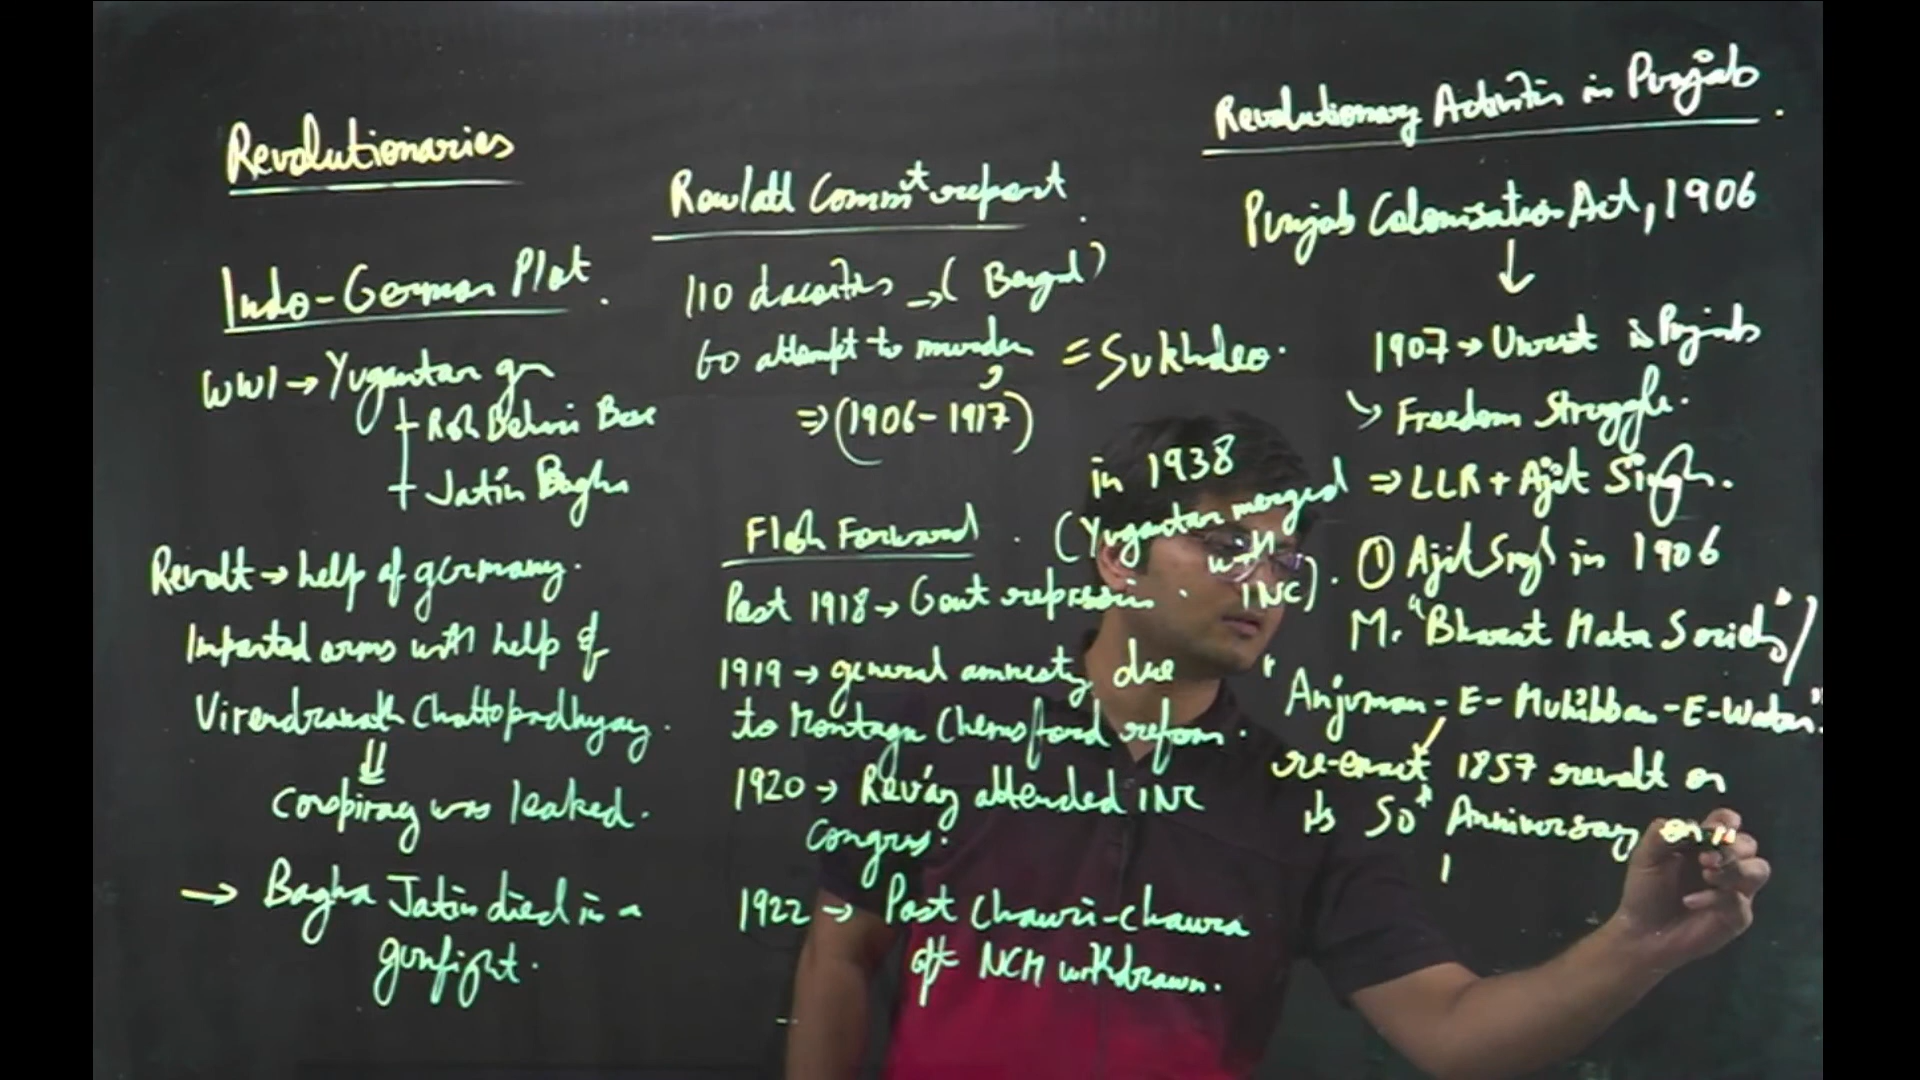 Revolutionaries
Indo-German Plot.
WW1 → Yugantar gr
Rash Behari Bose
Jatin Bagha
Revolt → help of germany.
Imported arms with help of
Virendranath Chattopadhyay.
Conspiracy was leaked.
→ Bagha Jatin died in a
gunfight.
Rowlatt Commt report.
110 dacoities → (Bengal)
60 attempt to murder = Sukhdeo.
⇒ (1906-1917)
Flash Forward. (Yugantar merged
in 1938
with
INC).
Post 1918 → Govt repression.
1919 → general amnesty due
to Montagu Chemsford reform.
1920 → Rev'ay attended INC
Congress.
1922 → Post Chauri-Chaura
NCM withdrawn.
Revolutionary Activities in Punjab.
Punjab Colonisation Act, 1906
↓
1907 → Unrest in Punjab
↘ Freedom Struggle.
⇒ LLR + Ajit Singh.
① Ajit Singh in 1906
M. "Bharat Mata Society"/
"Anjuman-E-Muhibban-E-Watan".
re-enact 1857 revolt on
its 50th Anniversary on
1